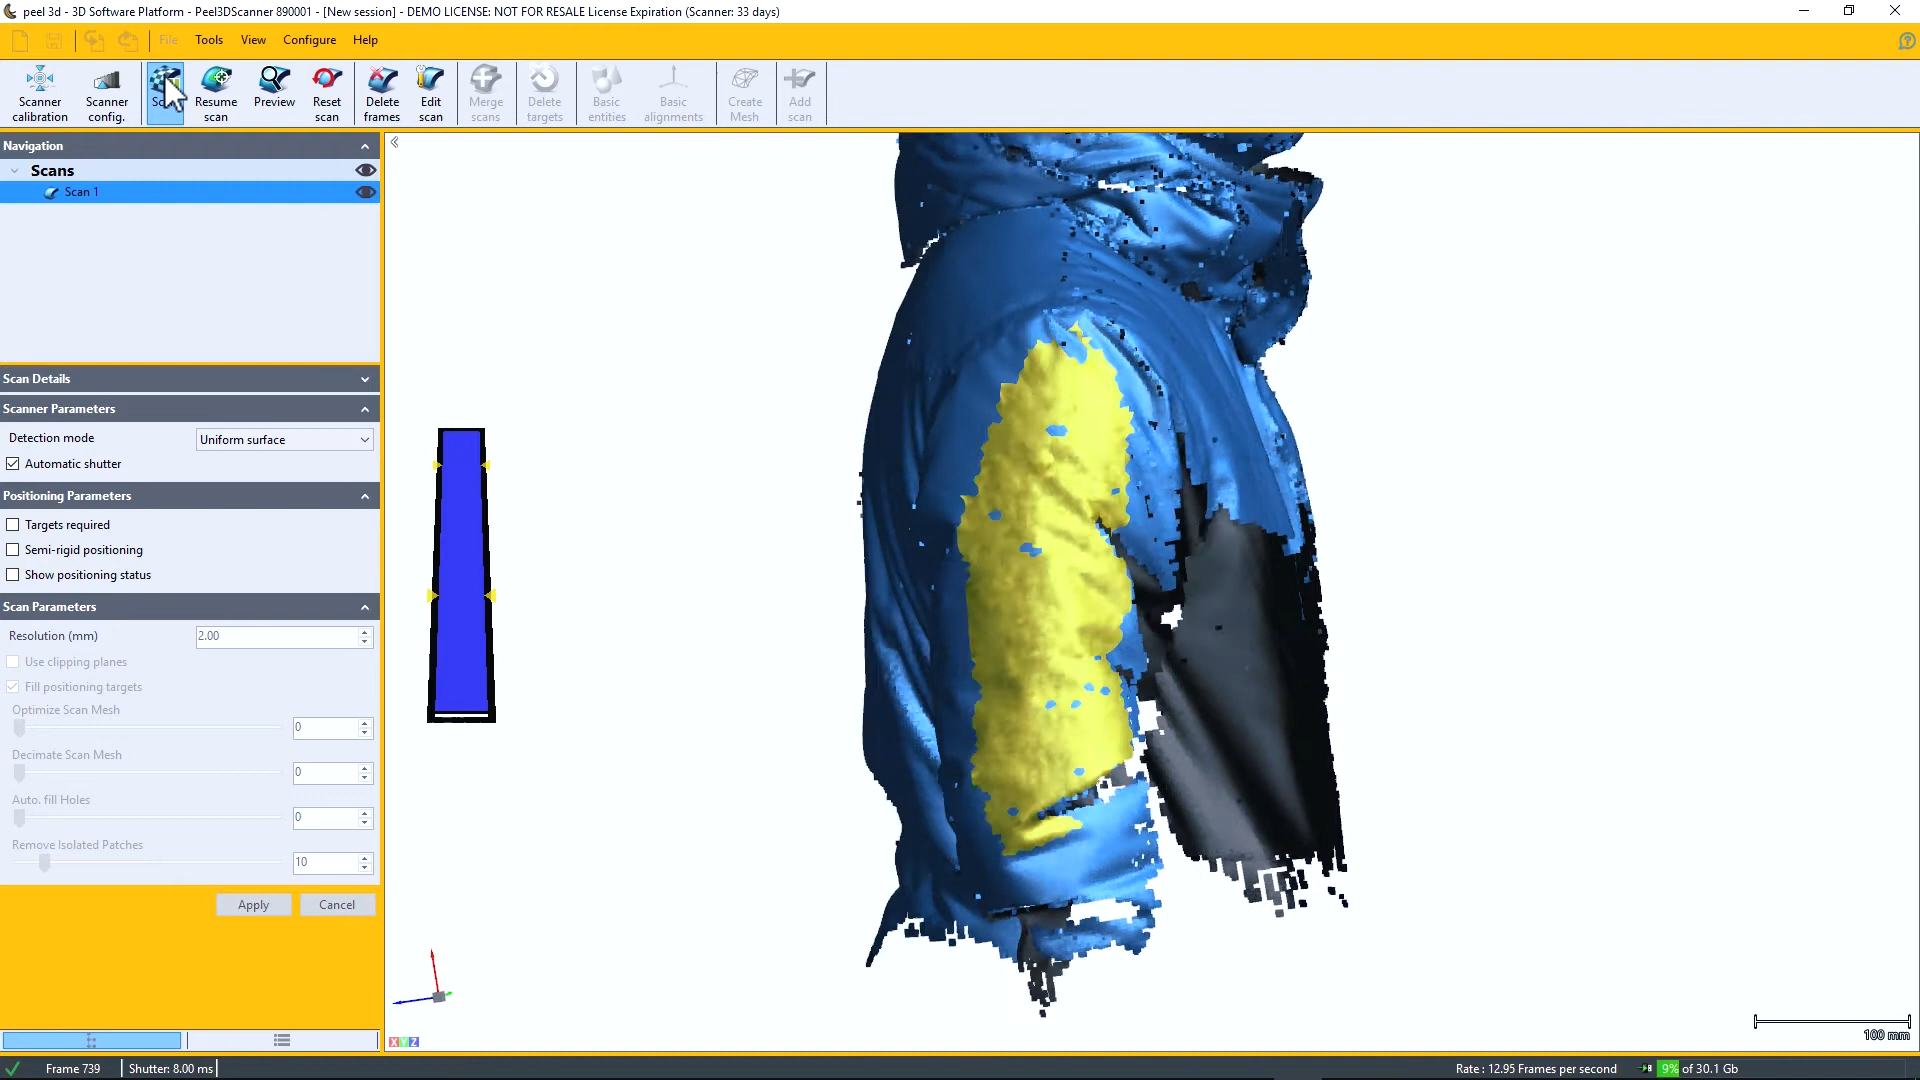 peel 3d - 3D Software Platform - Peel3DScanner 890001 - [New session] - DEMO LICENSE: NOT FOR RESALE License Expiration (Scanner: 33 days)
File Tools View Configure Help
Scanner calibration
Scanner config.
Resume scan
Preview
Reset scan
Delete frames
Edit scan
Merge scans
Delete targets
Basic entities
Basic alignments
Create Mesh
Add scan
Navigation
Scans
Scan 1
Scan Details
Scanner Parameters
Detection mode Uniform surface
Automatic shutter
Positioning Parameters
Targets required
Semi-rigid positioning
Show positioning status
Scan Parameters
Resolution (mm) 2.00
Use clipping planes
Fill positioning targets
Optimize Scan Mesh
0
Decimate Scan Mesh
0
Auto. fill Holes
0
Remove Isolated Patches
10
Apply Cancel
XYZ
100 mm
Frame 739 Shutter: 8.00 ms Rate : 12.95 Frames per second 9% of 30.1 Gb